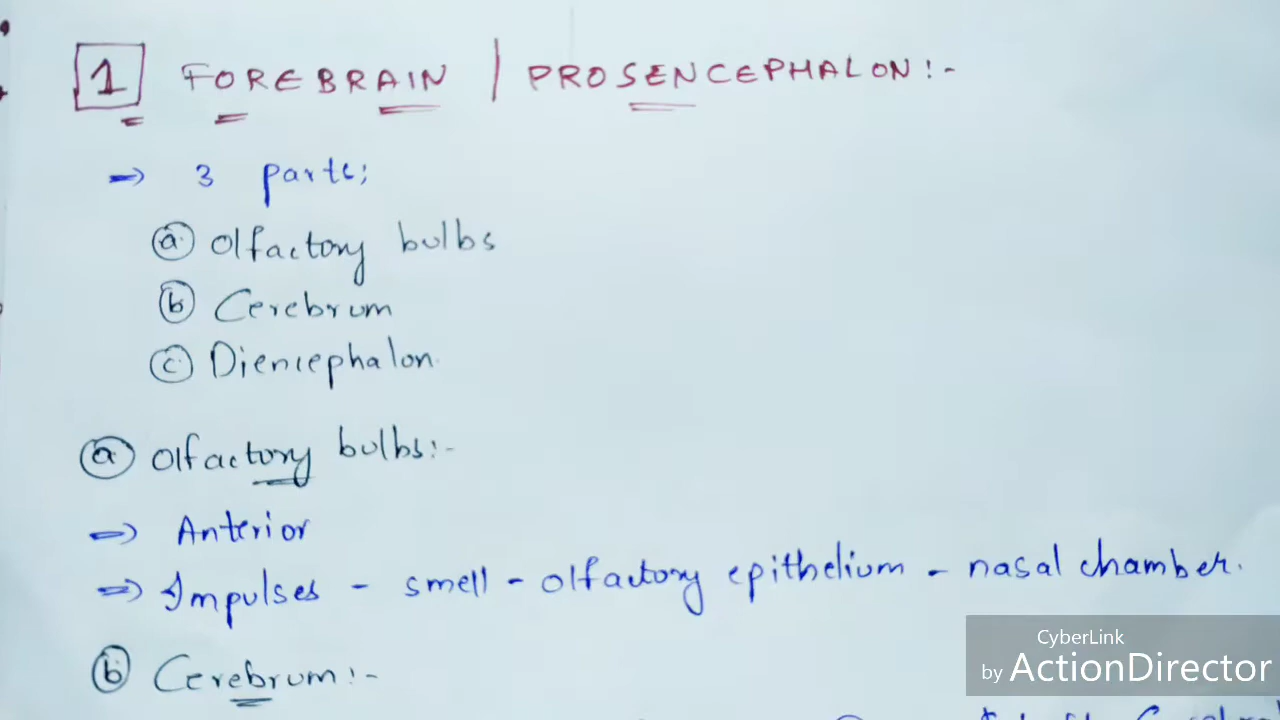 1 FOREBRAIN | PROSENCEPHALON:-
⇒ 3 parts;
ⓐ Olfactory bulbs
ⓑ Cerebrum
ⓒ Diencephalon.
ⓐ Olfactory bulbs:-
⇒ Anterior
⇒ Impulses - smell - olfactory epithelium - nasal chamber.
ⓑ Cerebrum:-
CyberLink
by ActionDirector